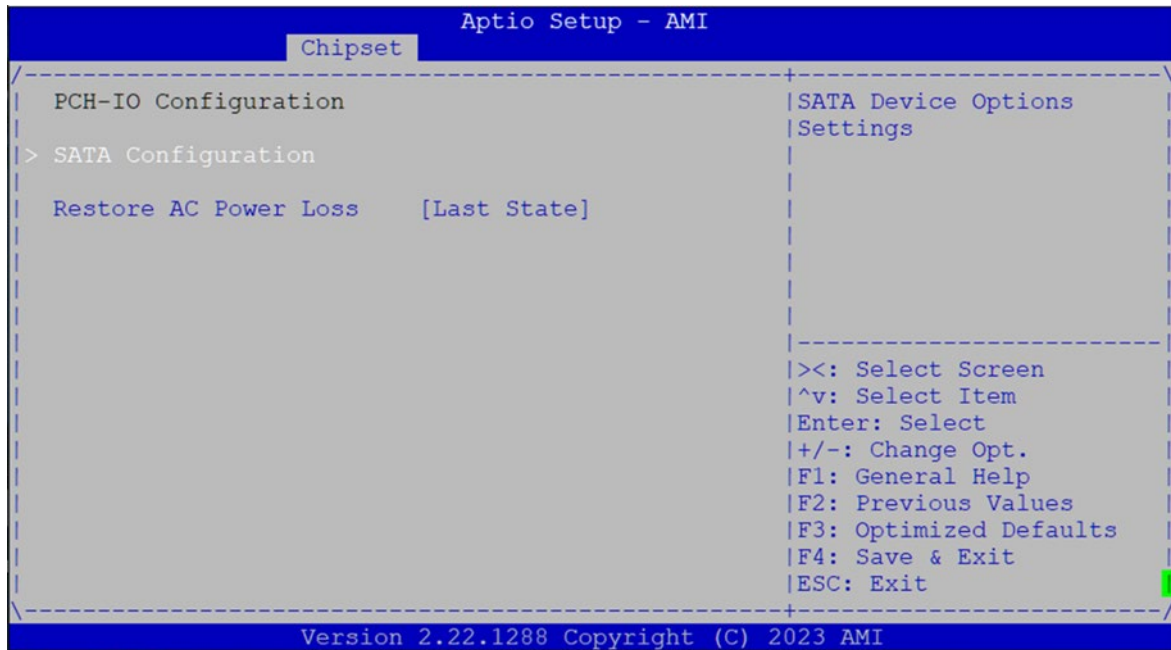 Aptio Setup - AMI
Chipset
PCH-IO Configuration
> SATA Configuration
Restore AC Power Loss [Last State]
SATA Device Options
Settings
><: Select Screen
^v: Select Item
Enter: Select
+/-: Change Opt.
F1: General Help
F2: Previous Values
F3: Optimized Defaults
F4: Save & Exit
ESC: Exit
Version 2.22.1288 Copyright (C) 2023 AMI